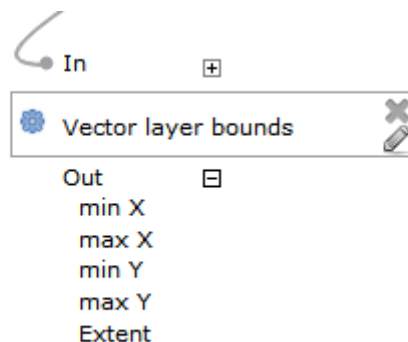 In
Vector layer bounds
Out
min X
max X
min Y
max Y
Extent